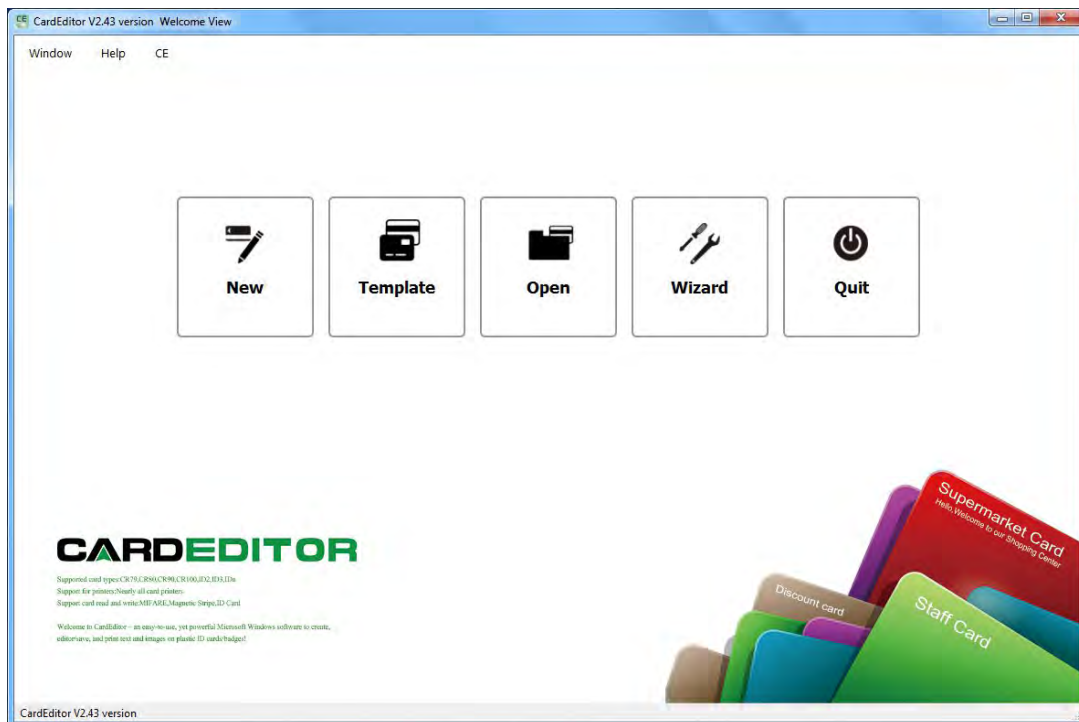 CE CardEditor V2.43 version Welcome View
Window Help CE
New Template Open Wizard Quit
CARDEDITOR
Supported card types:CR79,CR80,CR90,CR100,ID2,ID3,IDn
Support for printers:Nearly all card printers.
Support card read and write:MIFARE,Magnetic Stripe,ID Card
Welcome to CardEditor – an easy-to-use, yet powerful Microsoft Windows software to create,
editor/save, and print text and images on plastic ID cards/badges!
Supermarket Card
Hello,Welcome to our Shopping Center
Discount card
Staff Card
CardEditor V2.43 version